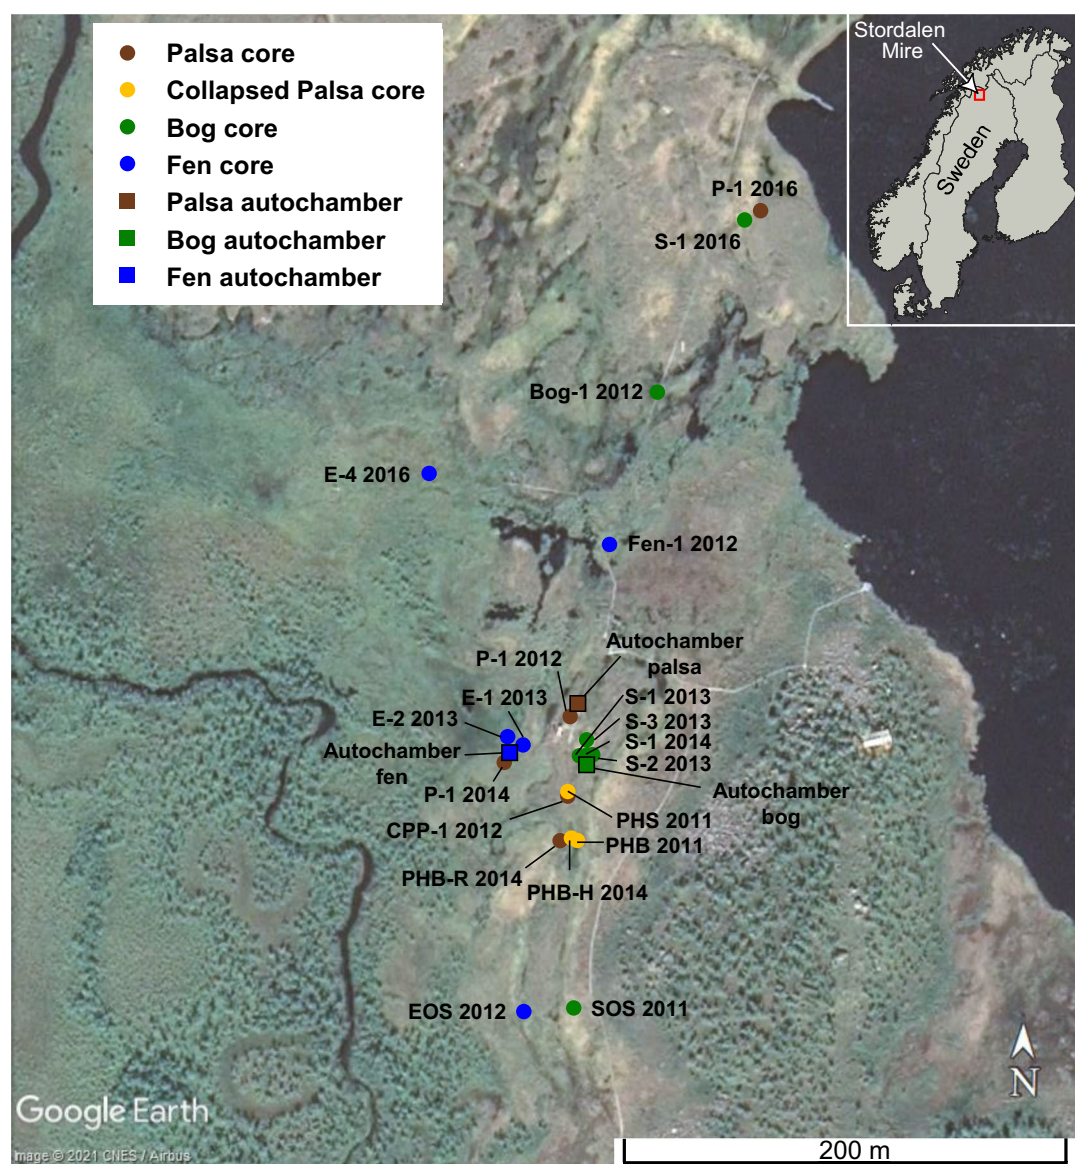 Palsa core
Collapsed Palsa core
Bog core
Fen core
Palsa autochamber
Bog autochamber
Fen autochamber
Stordalen
Mire
Sweden
P-1 2016
S-1 2016
Bog-1 2012
E-4 2016
Fen-1 2012
Autochamber
palsa
P-1 2012
E-1 2013
S-1 2013
E-2 2013
S-3 2013
S-1 2014
Autochamber
fen
S-2 2013
P-1 2014
Autochamber
bog
CPP-1 2012
PHS 2011
PHB 2011
PHB-R 2014
PHB-H 2014
EOS 2012
SOS 2011
N
Google Earth
200 m
Image © 2021 CNES / Airbus